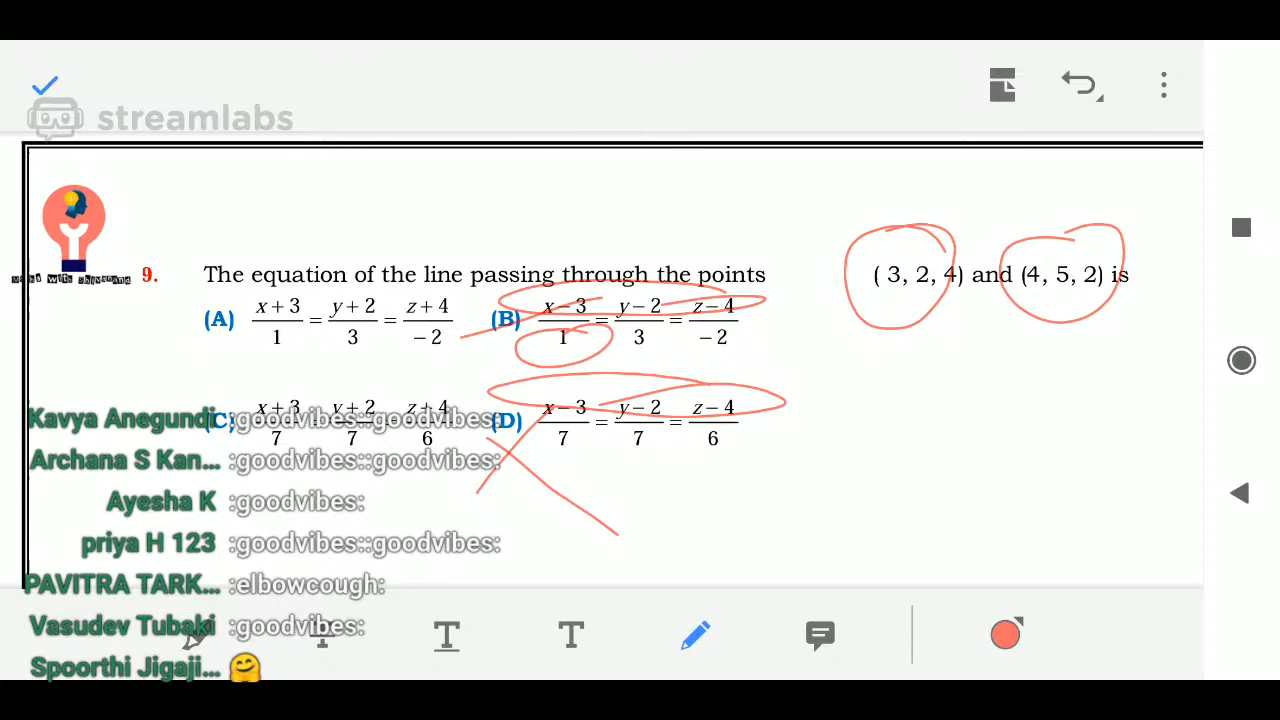 streamlabs
9. The equation of the line passing through the points ( 3, 2, 4) and (4, 5, 2) is
(A) x + 3 / 1 = y + 2 / 3 = z + 4 / − 2 (B) x − 3 / 1 = y − 2 / 3 = z − 4 / − 2
(C) x + 3 / 7 = y + 2 / 7 = z + 4 / 6 (D) x − 3 / 7 = y − 2 / 7 = z − 4 / 6
Kavya Anegundi :goodvibes::goodvibes:
Archana S Kan... :goodvibes::goodvibes:
Ayesha K :goodvibes:
priya H 123 :goodvibes::goodvibes:
PAVITRA TARK... :elbowcough:
Vasudev Tubaki :goodvibes:
Spoorthi Jigaji... 🤗
T T T